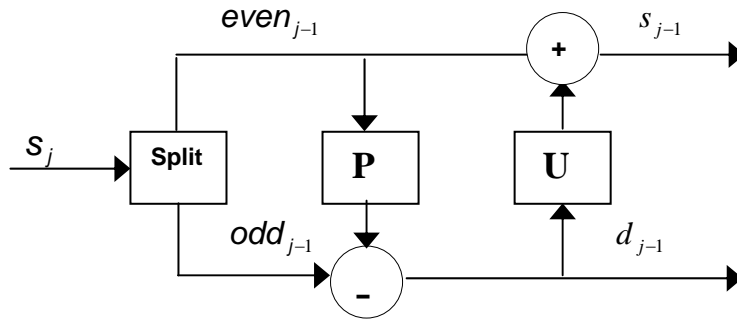 even_{j-1}
+
s_{j-1}
s_j
Split
P
U
odd_{j-1}
-
d_{j-1}